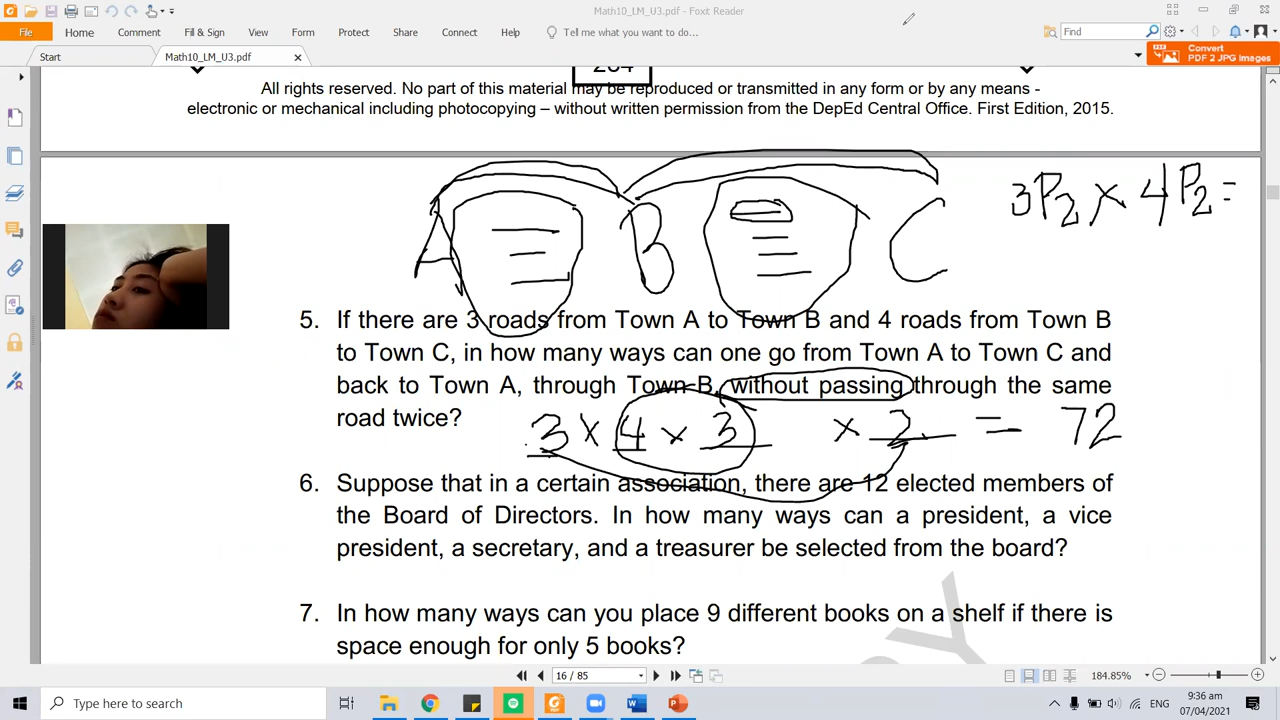 Math10_LM_U3.pdf - Foxit Reader
File Home Comment Fill & Sign View Form Protect Share Connect Help Tell me what you want to do... Find
Start Math10_LM_U3.pdf
Convert
PDF 2 JPG Images
284
All rights reserved. No part of this material may be reproduced or transmitted in any form or by any means -
electronic or mechanical including photocopying – without written permission from the DepEd Central Office. First Edition, 2015.
A B C
3P2 × 4P2 =
5. If there are 3 roads from Town A to Town B and 4 roads from Town B
to Town C, in how many ways can one go from Town A to Town C and
back to Town A, through Town B, without passing through the same
road twice?
3 × 4 × 3 × 2 = 72
6. Suppose that in a certain association, there are 12 elected members of
the Board of Directors. In how many ways can a president, a vice
president, a secretary, and a treasurer be selected from the board?
7. In how many ways can you place 9 different books on a shelf if there is
space enough for only 5 books?
PY
16 / 85
184.85%
Type here to search
ENG
9:36 am
07/04/2021